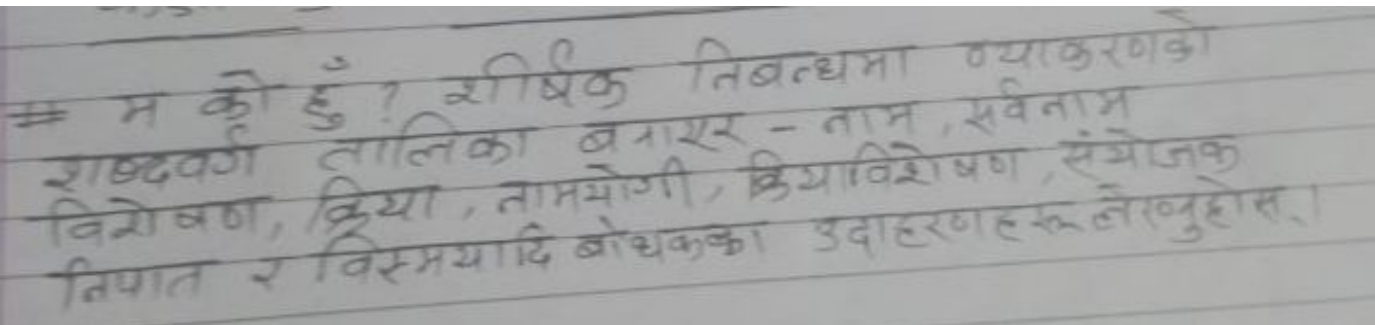 # म को हुँ ? शीर्षक निबन्धमा व्याकरणको
शब्दवर्ग तालिका बनाएर - नाम, सर्वनाम
विशेषण, क्रिया, नामयोगी, क्रियाविशेषण, संयोजक
निपात र विस्मयादि बोधकका उदाहरणहरू लेख्नुहोस् ।